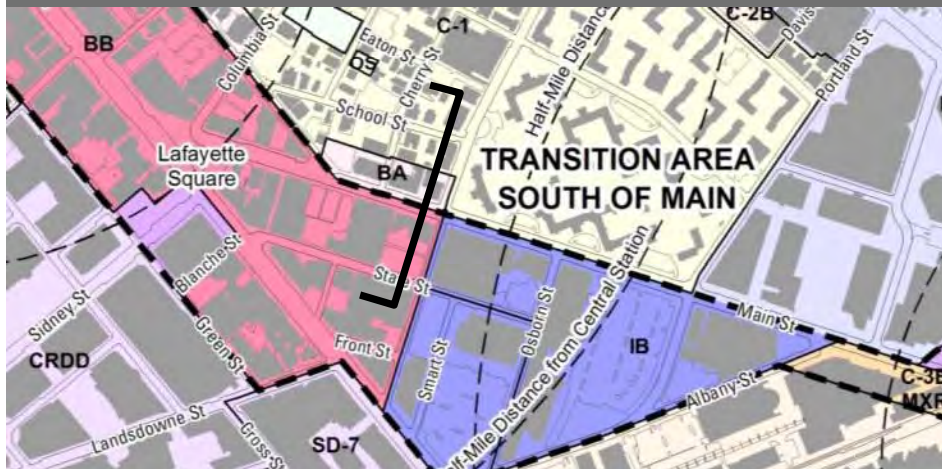 C-2B
Davis
BB
Columbia St
Eaton St
C-1
Half-Mile Distance
Portland St
OS
Cherry St
School St
Lafayette
Square
BA
TRANSITION AREA
SOUTH OF MAIN
State St
Blanche St
Sidney St
Green St
Front St
Smart St
Osborn St
Half-Mile Distance from Central Station
IB
Main St
CRDD
Albany St
C-3B
MXR
Landsdowne St
Cross St
SD-7